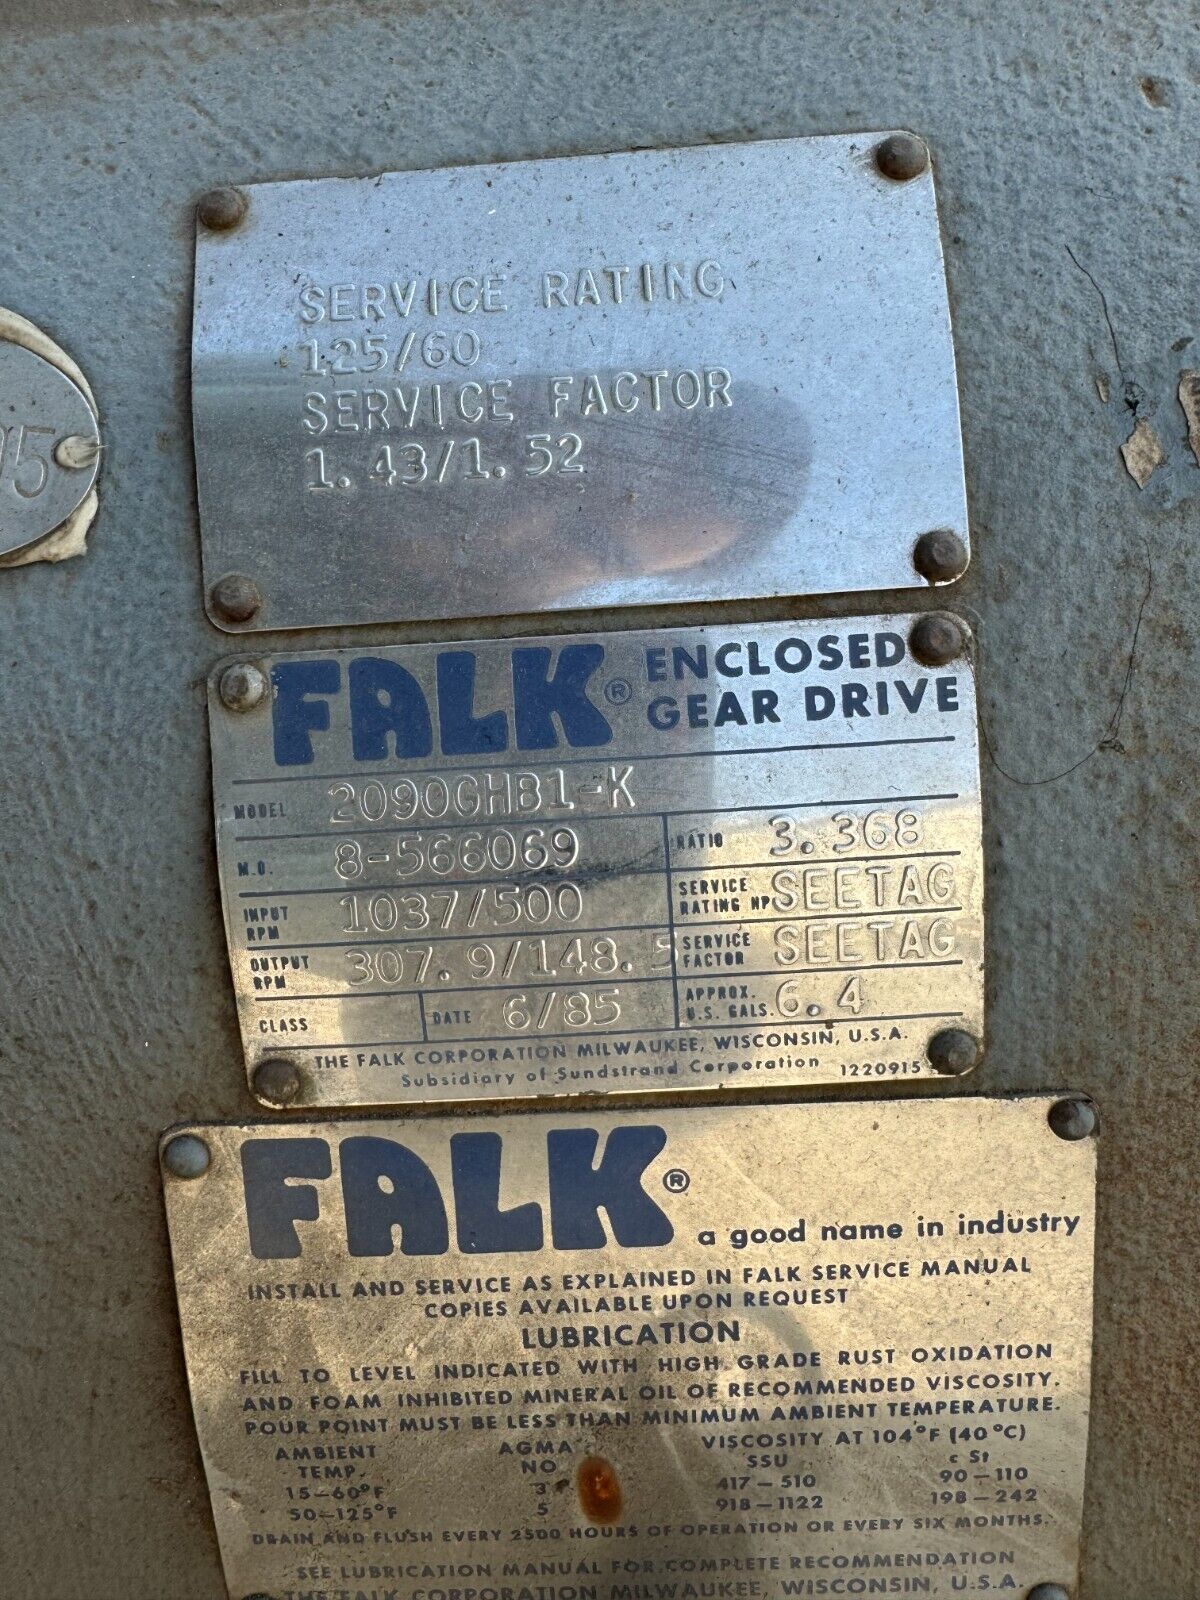 SERVICE RATING
125/60
SERVICE FACTOR
1.43/1.52
FALK® ENCLOSED GEAR DRIVE
MODEL 2090GHB1-K
M.O. 8-566069 RATIO 3.368
INPUT RPM 1037/500 SERVICE RATING HP SEETAG
OUTPUT RPM 307.9/148.5 SERVICE FACTOR SEETAG
CLASS DATE 6/85 APPROX. U.S. GALS. 6.4
THE FALK CORPORATION MILWAUKEE, WISCONSIN, U.S.A.
Subsidiary of Sundstrand Corporation 1220915
FALK® a good name in industry
INSTALL AND SERVICE AS EXPLAINED IN FALK SERVICE MANUAL
COPIES AVAILABLE UPON REQUEST
LUBRICATION
FILL TO LEVEL INDICATED WITH HIGH GRADE RUST OXIDATION
AND FOAM INHIBITED MINERAL OIL OF RECOMMENDED VISCOSITY.
POUR POINT MUST BE LESS THAN MINIMUM AMBIENT TEMPERATURE.
AMBIENT AGMA VISCOSITY AT 104°F (40°C)
TEMP. NO SSU c St
15-60°F 3 417-510 90-110
50-125°F 5 918-1122 198-242
DRAIN AND FLUSH EVERY 2500 HOURS OF OPERATION OR EVERY SIX MONTHS.
SEE LUBRICATION MANUAL FOR COMPLETE RECOMMENDATION
THE FALK CORPORATION MILWAUKEE, WISCONSIN, U.S.A.